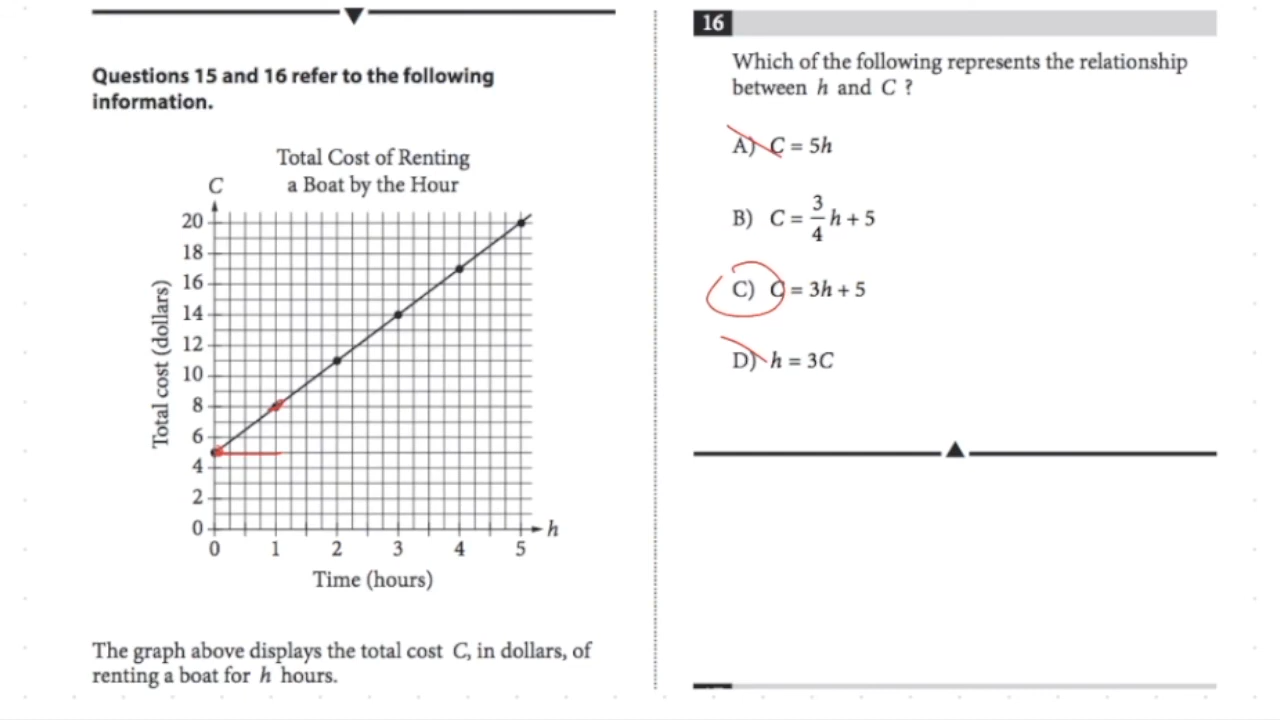 Questions 15 and 16 refer to the following
information.
Total Cost of Renting
a Boat by the Hour
C
Total cost (dollars)
20
18
16
14
12
10
8
6
4
2
0
0 1 2 3 4 5
h
Time (hours)
The graph above displays the total cost C, in dollars, of
renting a boat for h hours.
16
Which of the following represents the relationship
between h and C ?
A) C = 5h
B) C = 3/4 h + 5
C) C = 3h + 5
D) h = 3C